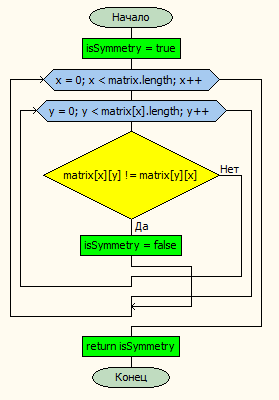 Начало
isSymmetry = true
x = 0; x < matrix.length; x++
y = 0; y < matrix[x].length; y++
matrix[x][y] != matrix[y][x]
Нет
Да
isSymmetry = false
return isSymmetry
Конец